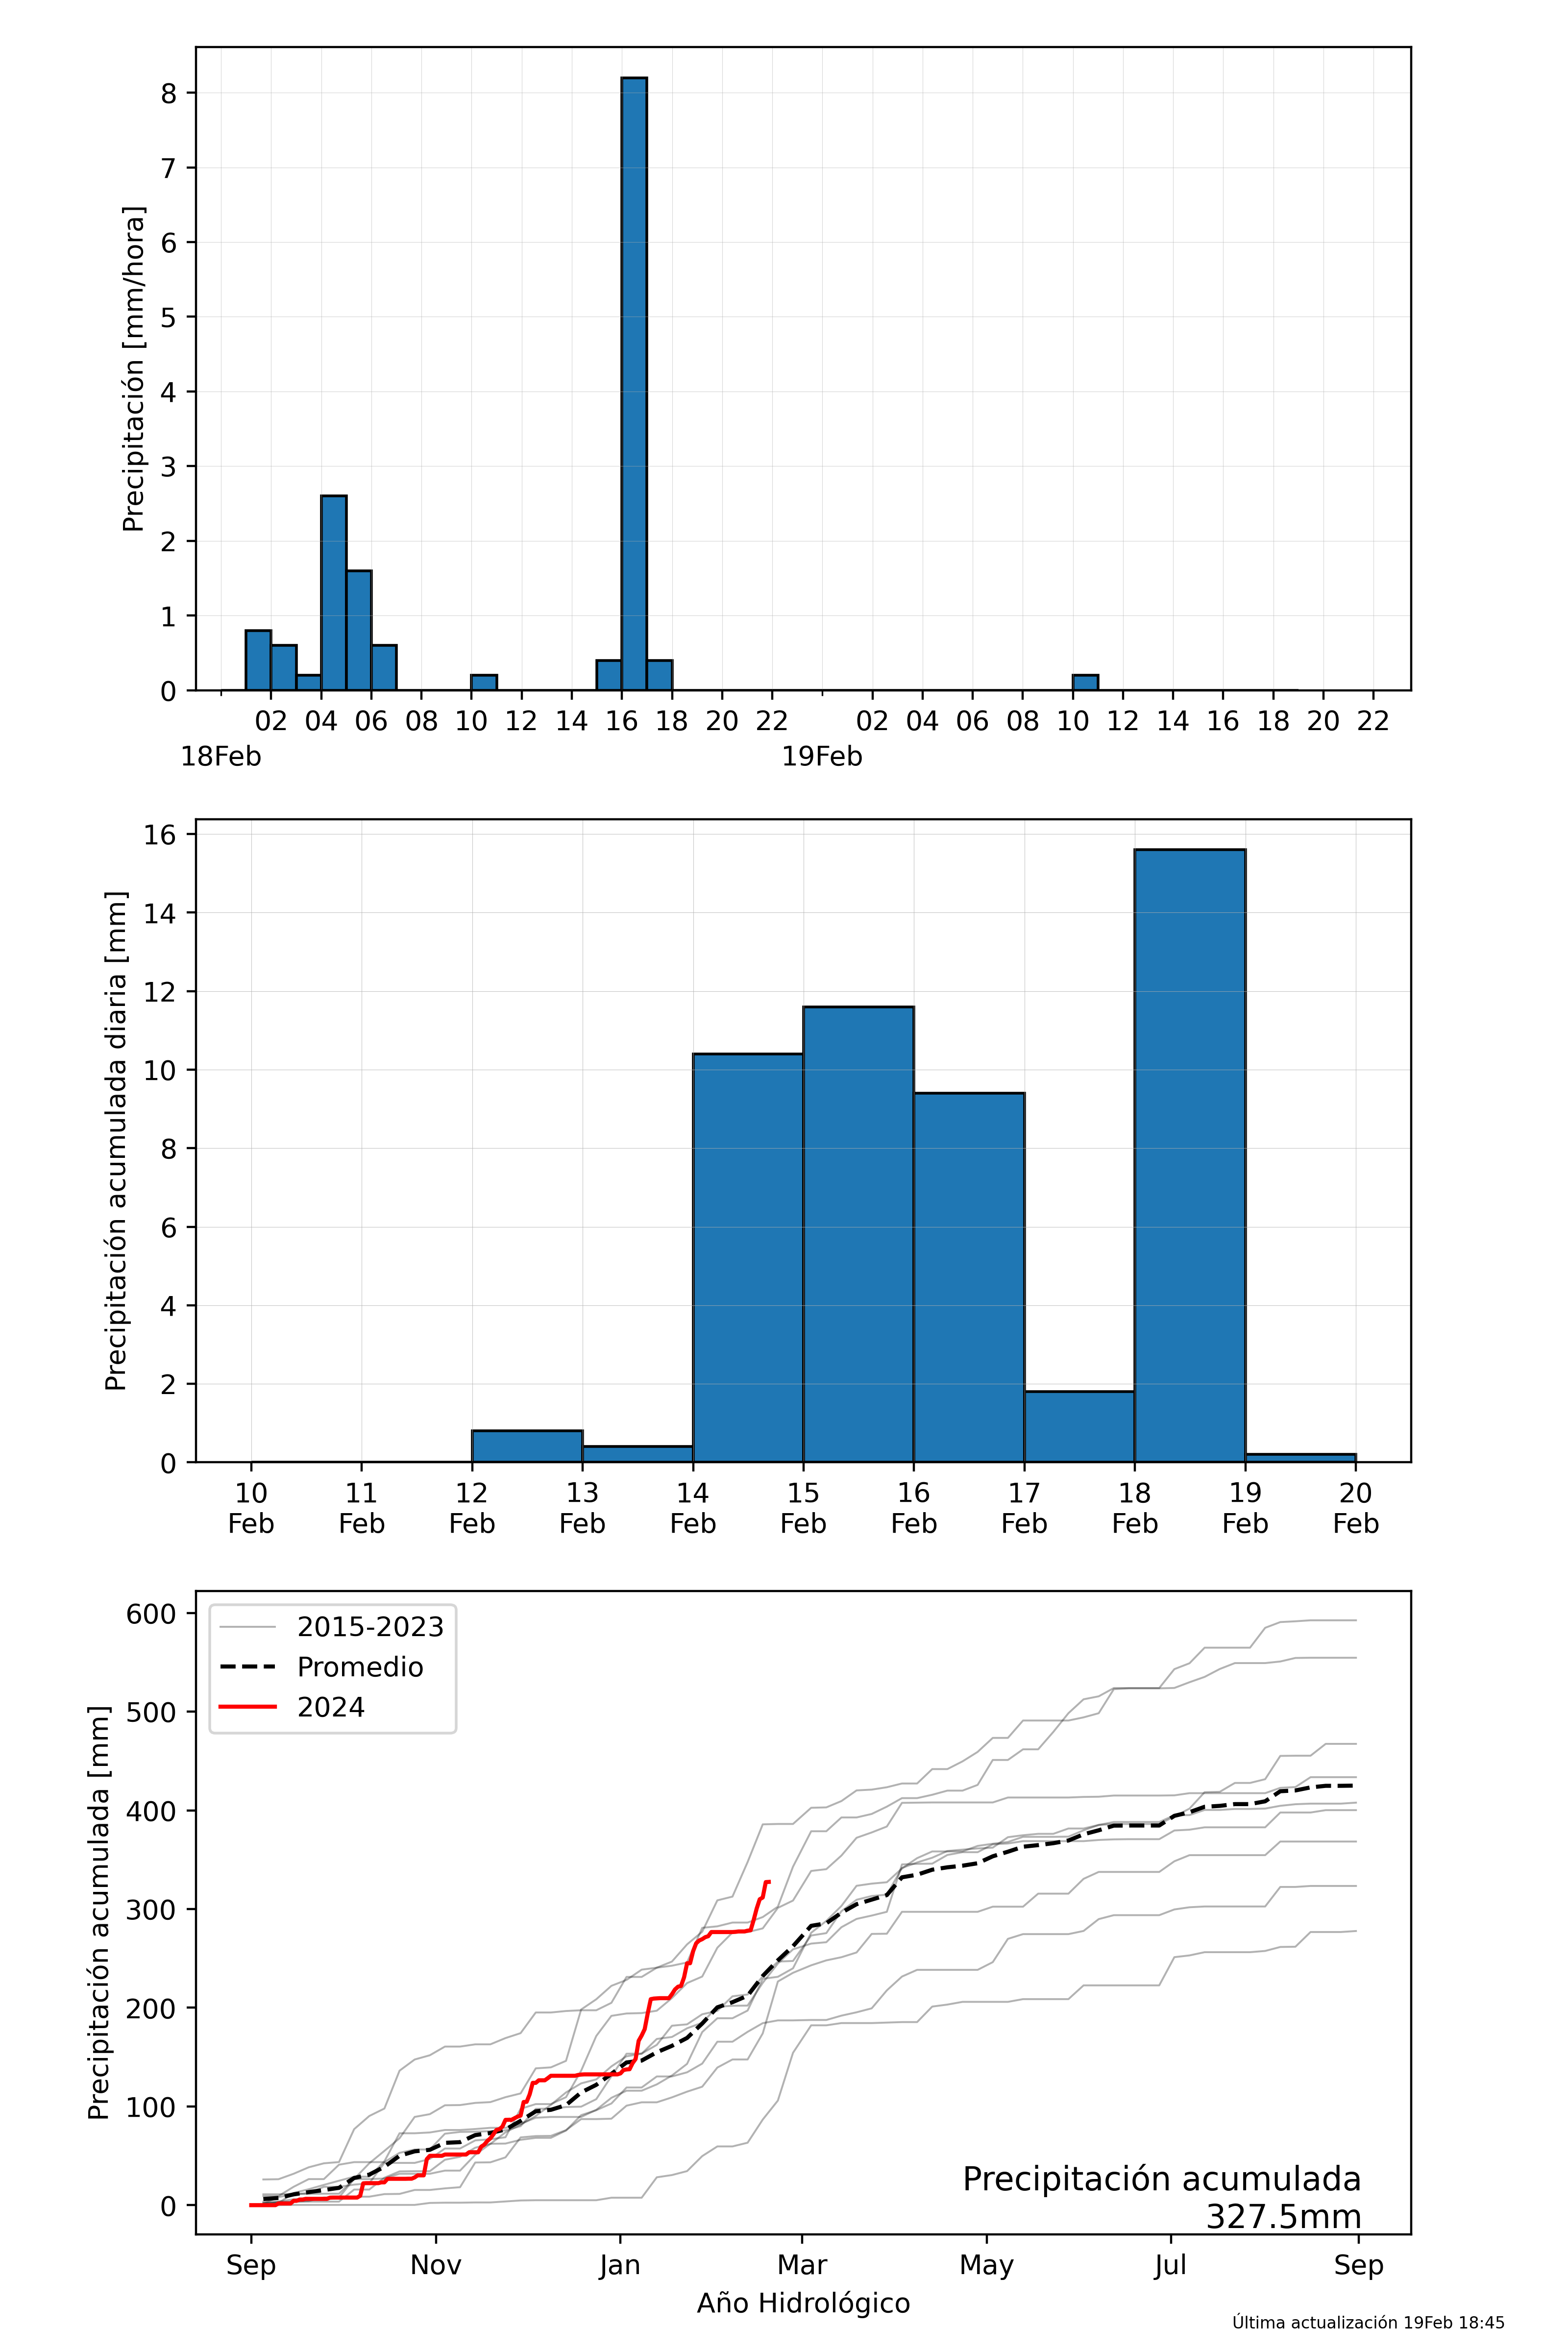 Precipitación [mm/hora]
8
7
6
5
4
3
2
1
0
02 04 06 08 10 12 14 16 18 20 22 02 04 06 08 10 12 14 16 18 20 22
18Feb 19Feb
Precipitación acumulada diaria [mm]
16
14
12
10
8
6
4
2
0
10 11 12 13 14 15 16 17 18 19 20
Feb Feb Feb Feb Feb Feb Feb Feb Feb Feb Feb
Precipitación acumulada [mm]
600
500
400
300
200
100
0
2015-2023
Promedio
2024
Precipitación acumulada
327.5mm
Sep Nov Jan Mar May Jul Sep
Año Hidrológico
Última actualización 19Feb 18:45